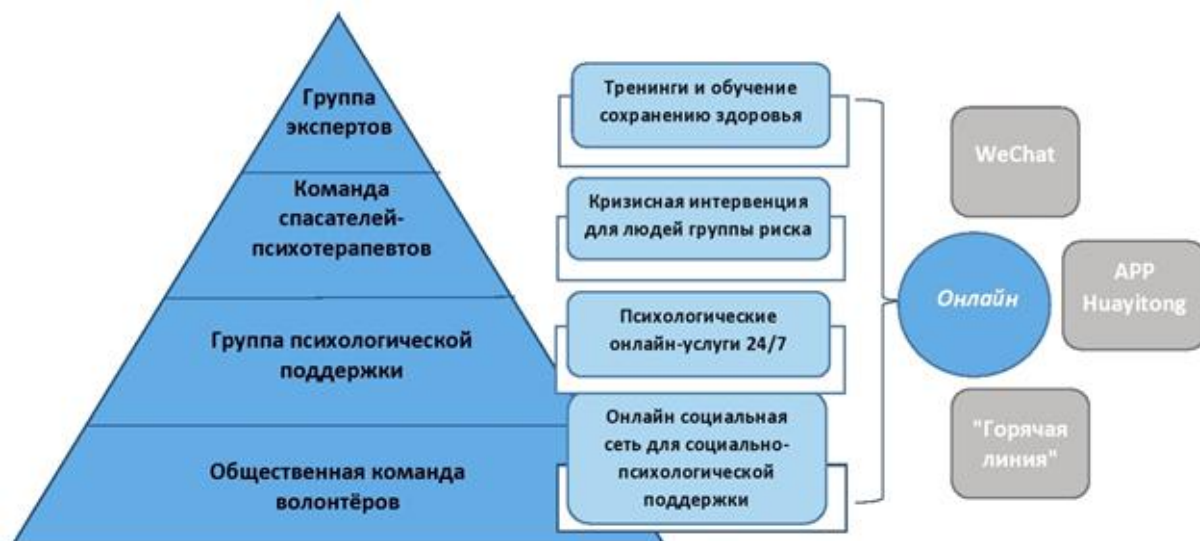 Группа
экспертов
Команда
спасателей-
психотерапевтов
Группа психологической
поддержки
Общественная команда
волонтёров
Тренинги и обучение
сохранению здоровья
Кризисная интервенция
для людей группы риска
Психологические
онлайн-услуги 24/7
Онлайн социальная
сеть для социально-
психологической
поддержки
Онлайн
WeChat
APP
Huayitong
"Горячая
линия"